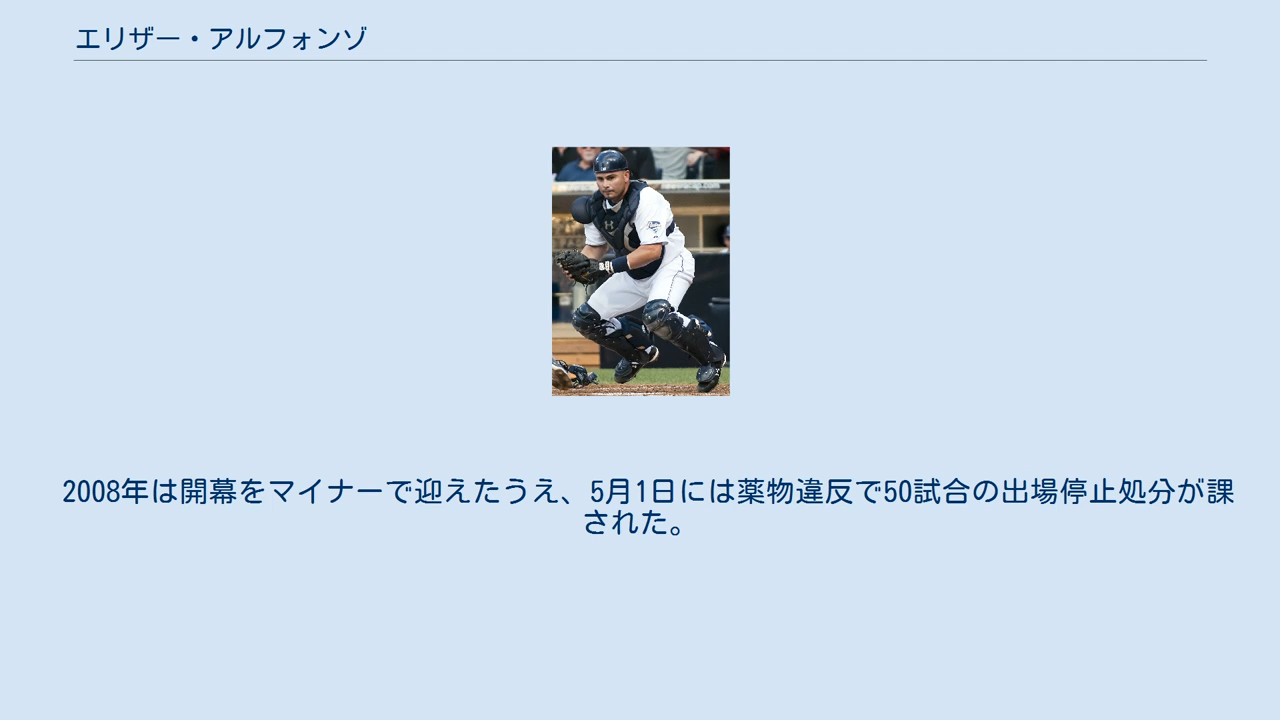 エリザー・アルフォンゾ
2008年は開幕をマイナーで迎えたうえ、5月1日には薬物違反で50試合の出場停止処分が課
された。